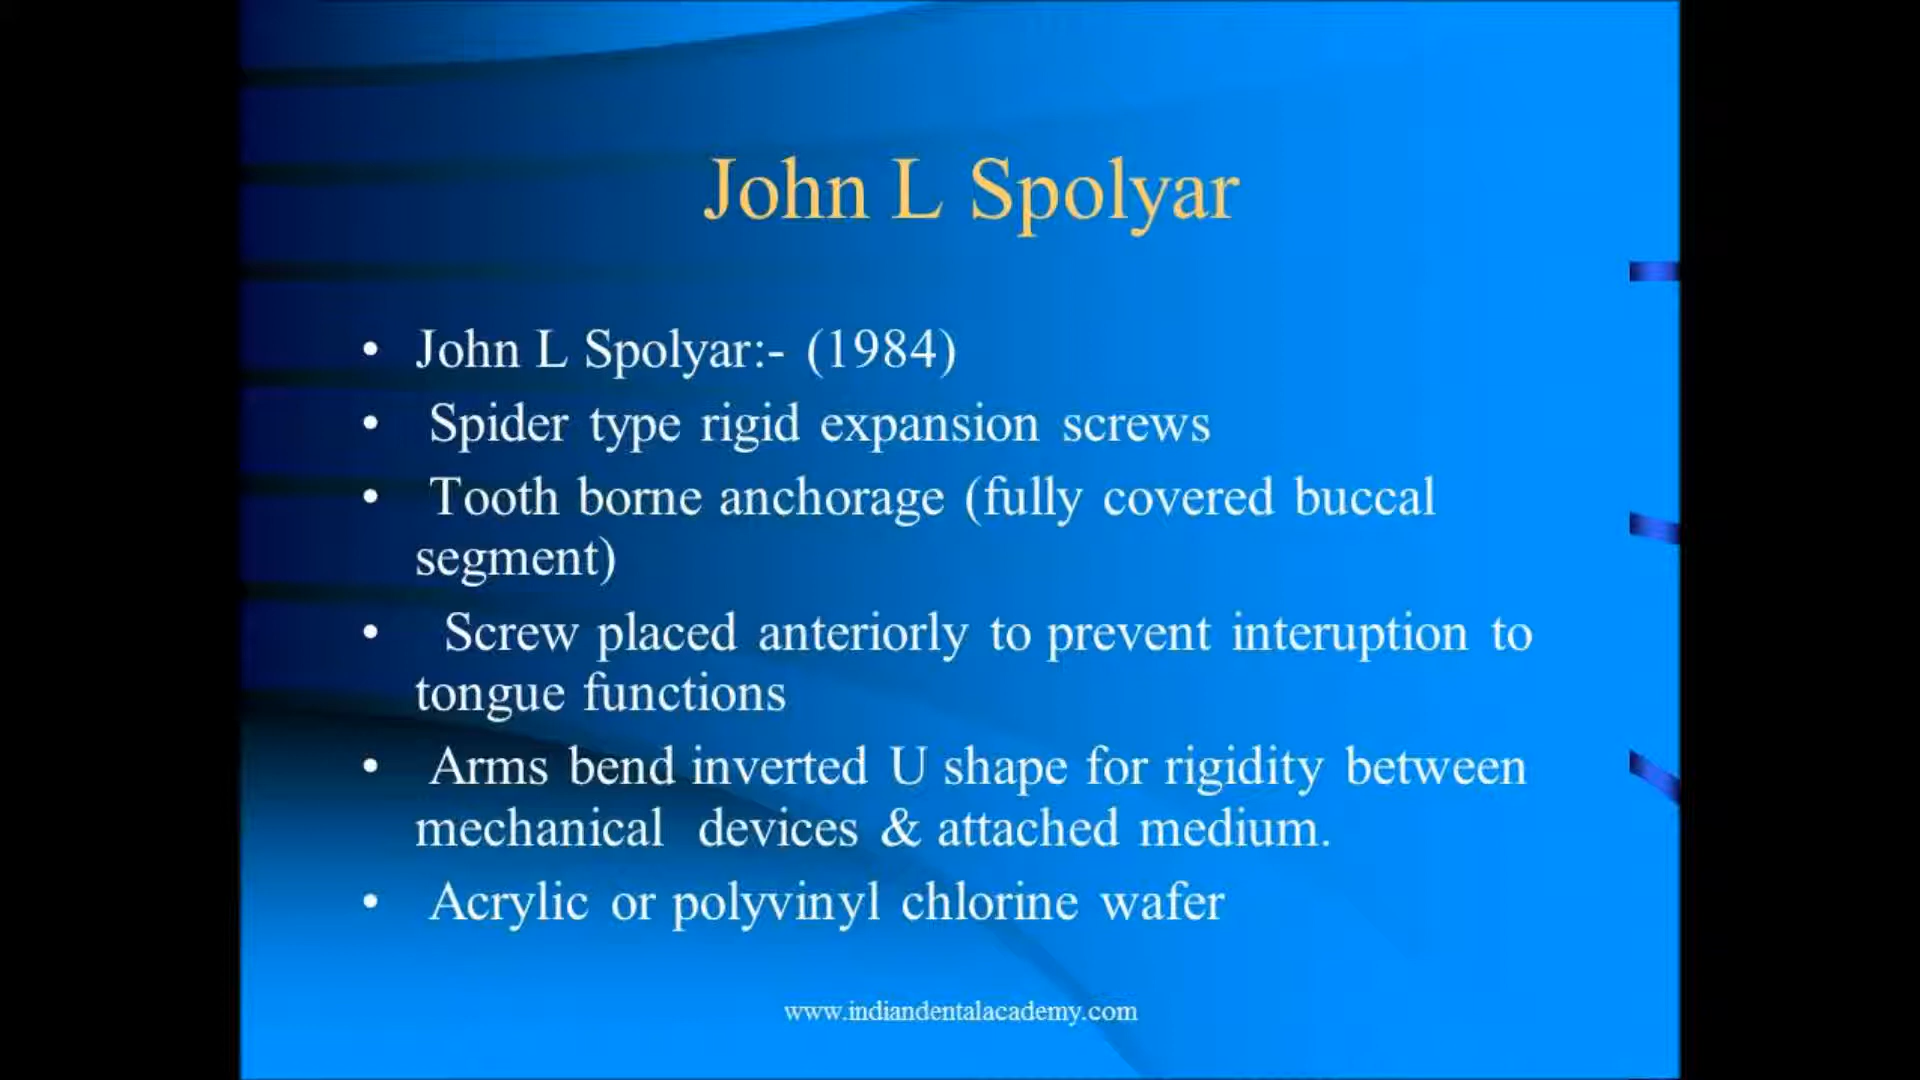 John L Spolyar
• John L Spolyar:- (1984)
• Spider type rigid expansion screws
• Tooth borne anchorage (fully covered buccal
segment)
• Screw placed anteriorly to prevent interuption to
tongue functions
• Arms bend inverted U shape for rigidity between
mechanical devices & attached medium.
• Acrylic or polyvinyl chlorine wafer
www.indiandentalacademy.com